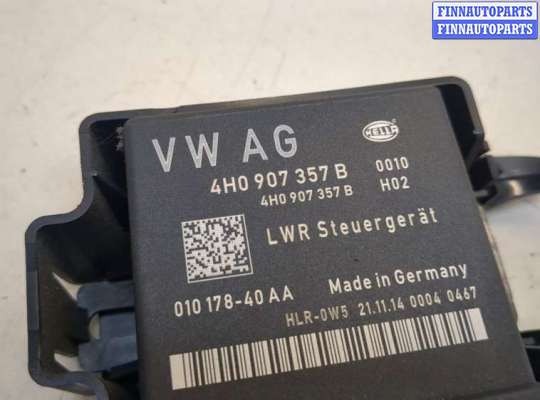 FINNAUTOPARTS
FINNAUTOPARTS
VW AG
HELLA
4H0 907 357 B 0010
4H0 907 357 B H02
LWR Steuergerät
010 178-40 AA Made in Germany
HLR-0W5 21.11.14 0004 0467